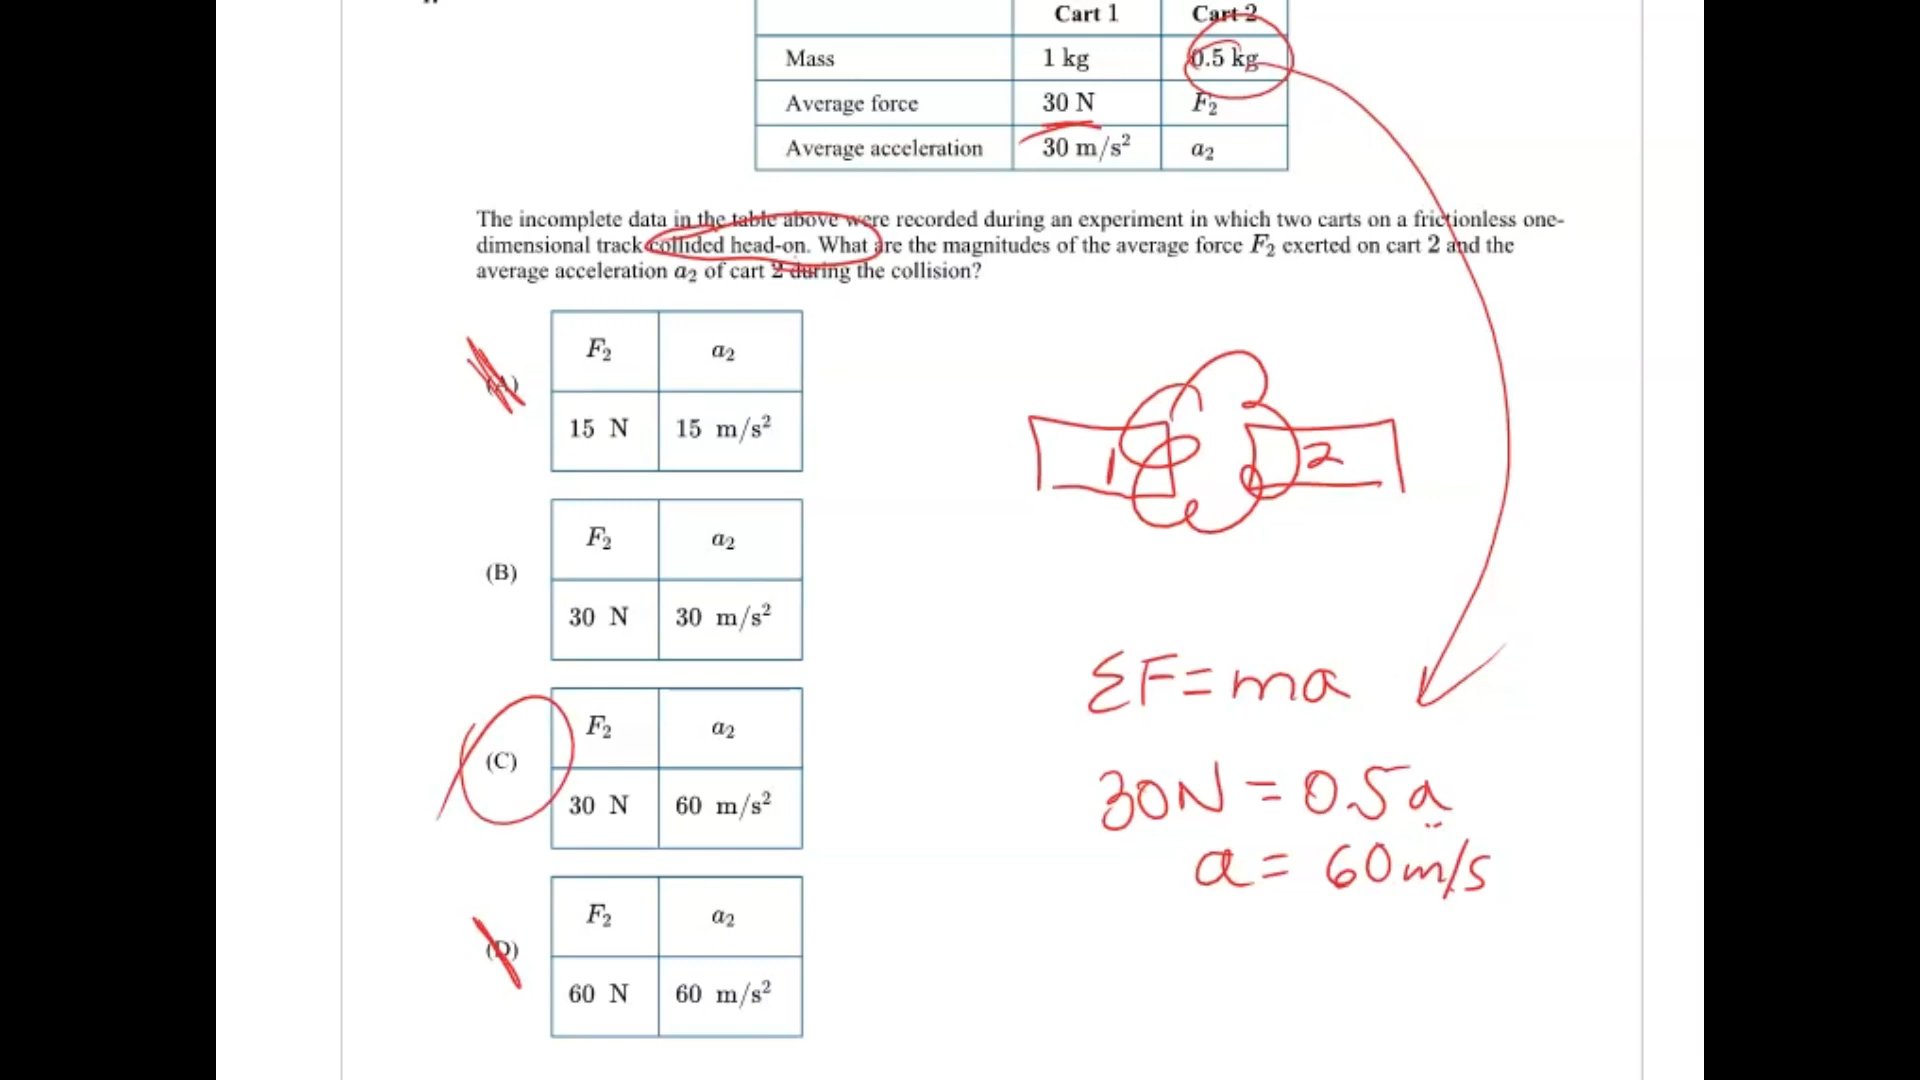 Cart 1 Cart 2
Mass 1 kg 0.5 kg
Average force 30 N F₂
Average acceleration 30 m/s² a₂
The incomplete data in the table above were recorded during an experiment in which two carts on a frictionless one-
dimensional track collided head-on. What are the magnitudes of the average force F₂ exerted on cart 2 and the
average acceleration a₂ of cart 2 during the collision?
(A)
F₂ a₂
15 N 15 m/s²
1 2
(B)
F₂ a₂
30 N 30 m/s²
ΣF=ma
(C)
F₂ a₂
30 N 60 m/s²
30N = 0.5a
a = 60m/s
(D)
F₂ a₂
60 N 60 m/s²